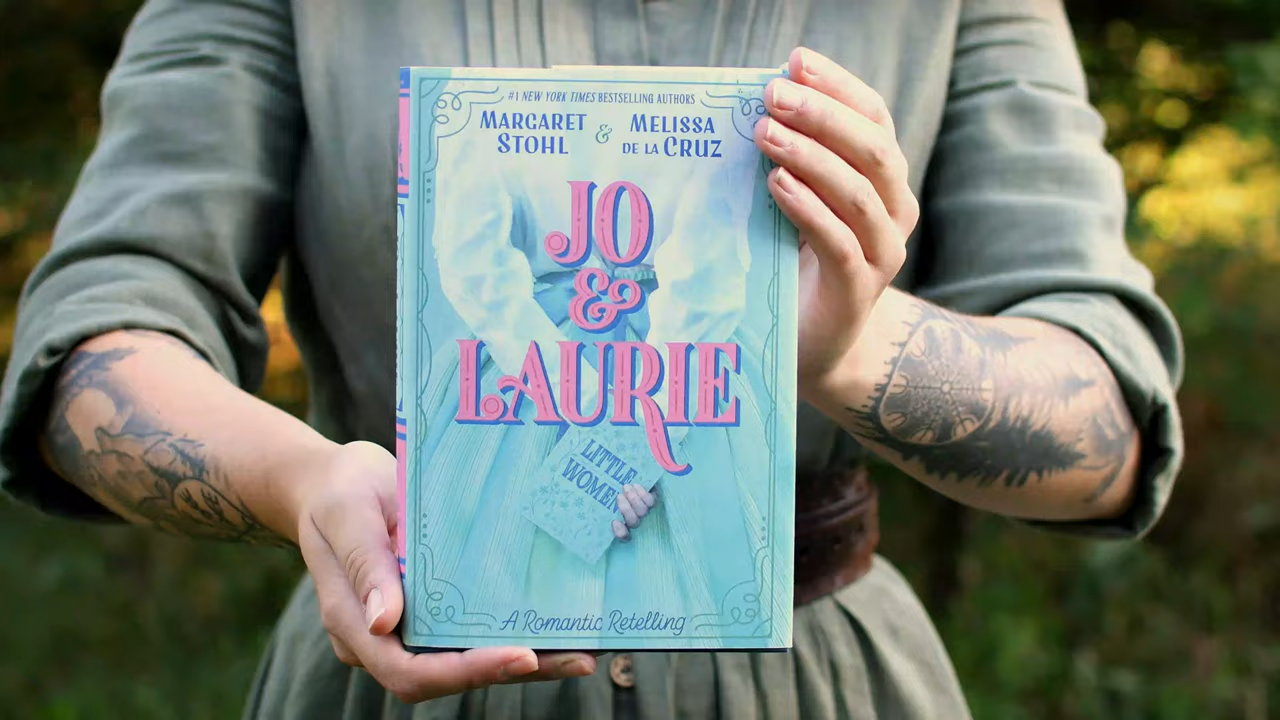 #1 NEW YORK TIMES BESTSELLING AUTHORS
MARGARET
STOHL
&
MELISSA
DE LA CRUZ
JO
&
LAURIE
LITTLE
WOMEN
A Romantic Retelling